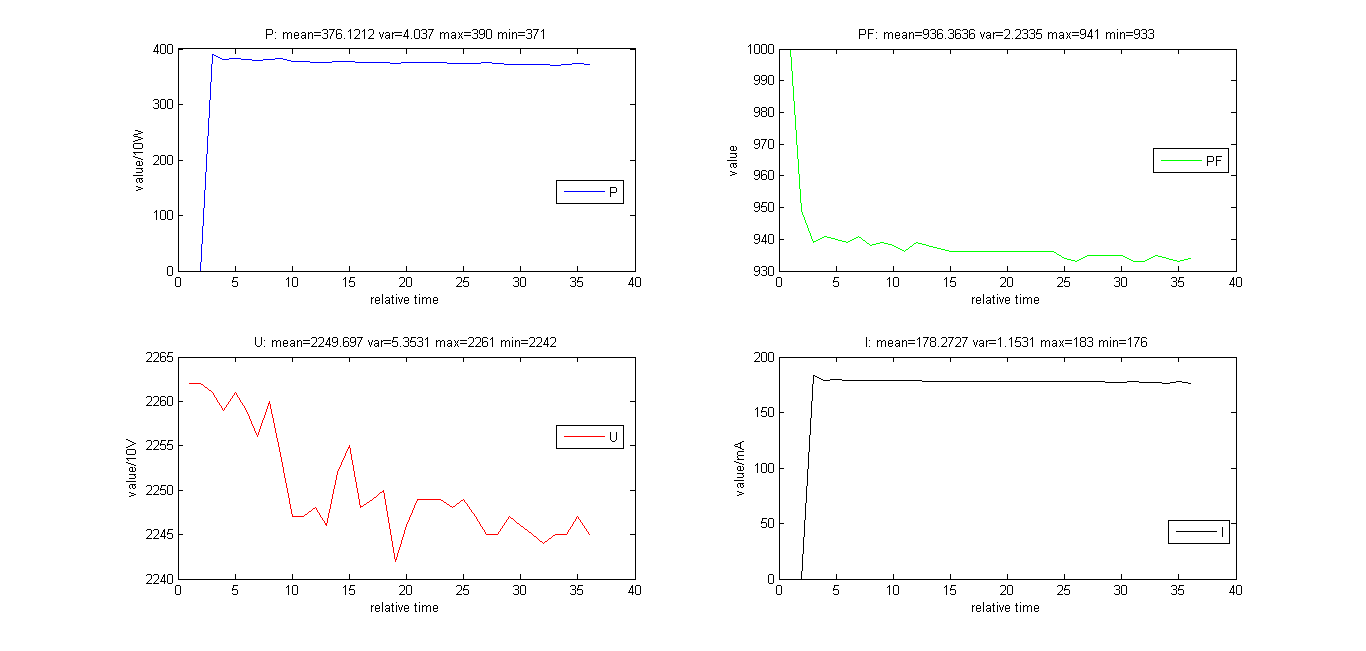 P: mean=376.1212 var=4.037 max=390 min=371
400
300
200
100
0
value/10W
P
0 5 10 15 20 25 30 35 40
relative time
PF: mean=936.3636 var=2.2335 max=941 min=933
1000
990
980
970
960
950
940
930
value
PF
0 5 10 15 20 25 30 35 40
relative time
U: mean=2249.697 var=5.3531 max=2261 min=2242
2265
2260
2255
2250
2245
2240
value/10V
U
0 5 10 15 20 25 30 35 40
relative time
I: mean=178.2727 var=1.1531 max=183 min=176
200
150
100
50
0
value/mA
I
0 5 10 15 20 25 30 35 40
relative time